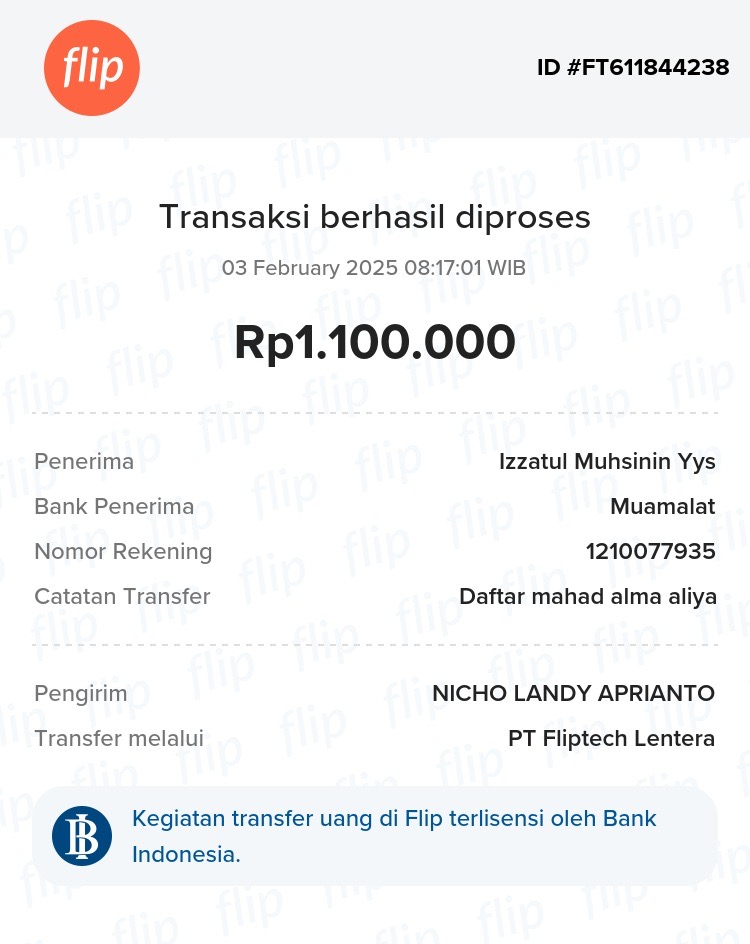 flip
ID #FT611844238
Transaksi berhasil diproses
03 February 2025 08:17:01 WIB
Rp1.100.000
Penerima Izzatul Muhsinin Yys
Bank Penerima Muamalat
Nomor Rekening 1210077935
Catatan Transfer Daftar mahad alma aliya
Pengirim NICHO LANDY APRIANTO
Transfer melalui PT Fliptech Lentera
Kegiatan transfer uang di Flip terlisensi oleh Bank
Indonesia.